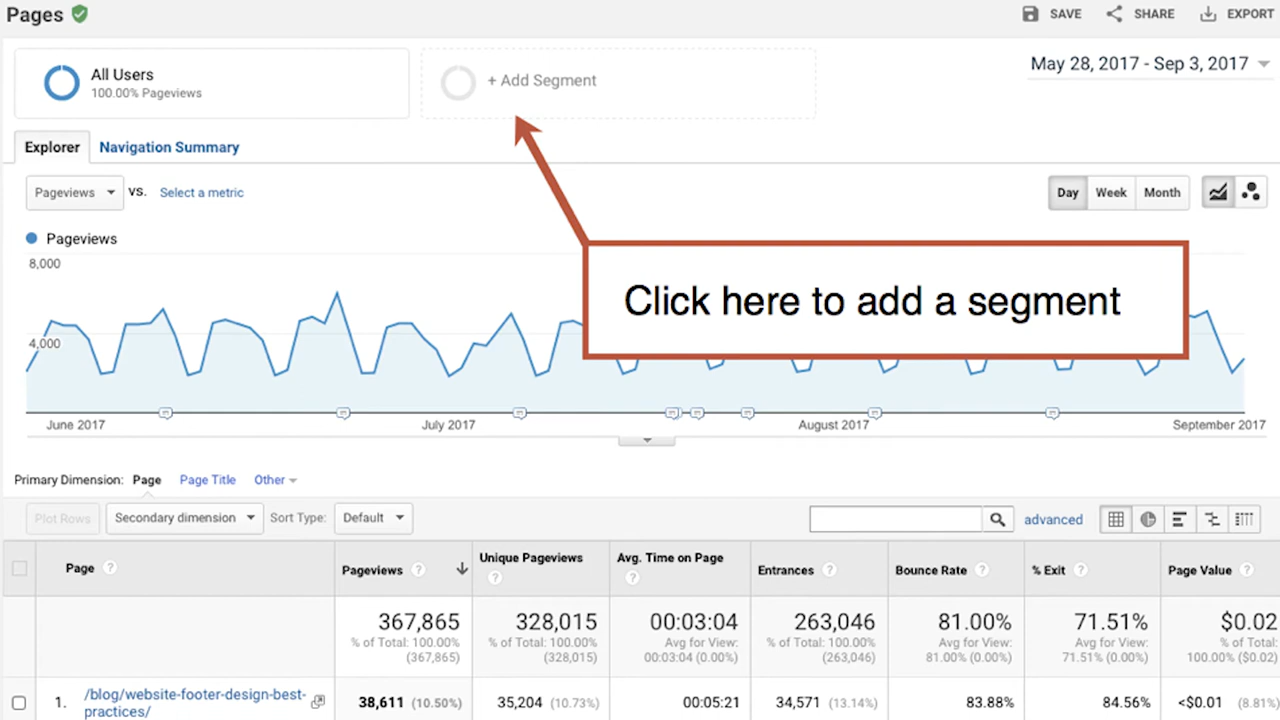 Pages
SAVE SHARE EXPORT
All Users
100.00% Pageviews
+ Add Segment
May 28, 2017 - Sep 3, 2017
Explorer Navigation Summary
Pageviews VS. Select a metric
Day Week Month
Pageviews
8,000
4,000
Click here to add a segment
June 2017 July 2017 August 2017 September 2017
Primary Dimension: Page Page Title Other
Plot Rows Secondary dimension Sort Type: Default advanced
Page ? Pageviews ? Unique Pageviews ? Avg. Time on Page ? Entrances ? Bounce Rate ? % Exit ? Page Value ?
367,865 328,015 00:03:04 263,046 81.00% 71.51% $0.02
% of Total: 100.00% % of Total: 100.00% Avg for View: % of Total: 100.00% Avg for View: Avg for View: % of Total:
(367,865) (328,015) 00:03:04 (0.00%) (263,046) 81.00% (0.00%) 71.51% (0.00%) 100.00% ($0.02)
1. /blog/website-footer-design-best-practices/ 38,611 (10.50%) 35,204 (10.73%) 00:05:21 34,571 (13.14%) 83.88% 84.56% <$0.01 (8.81%)